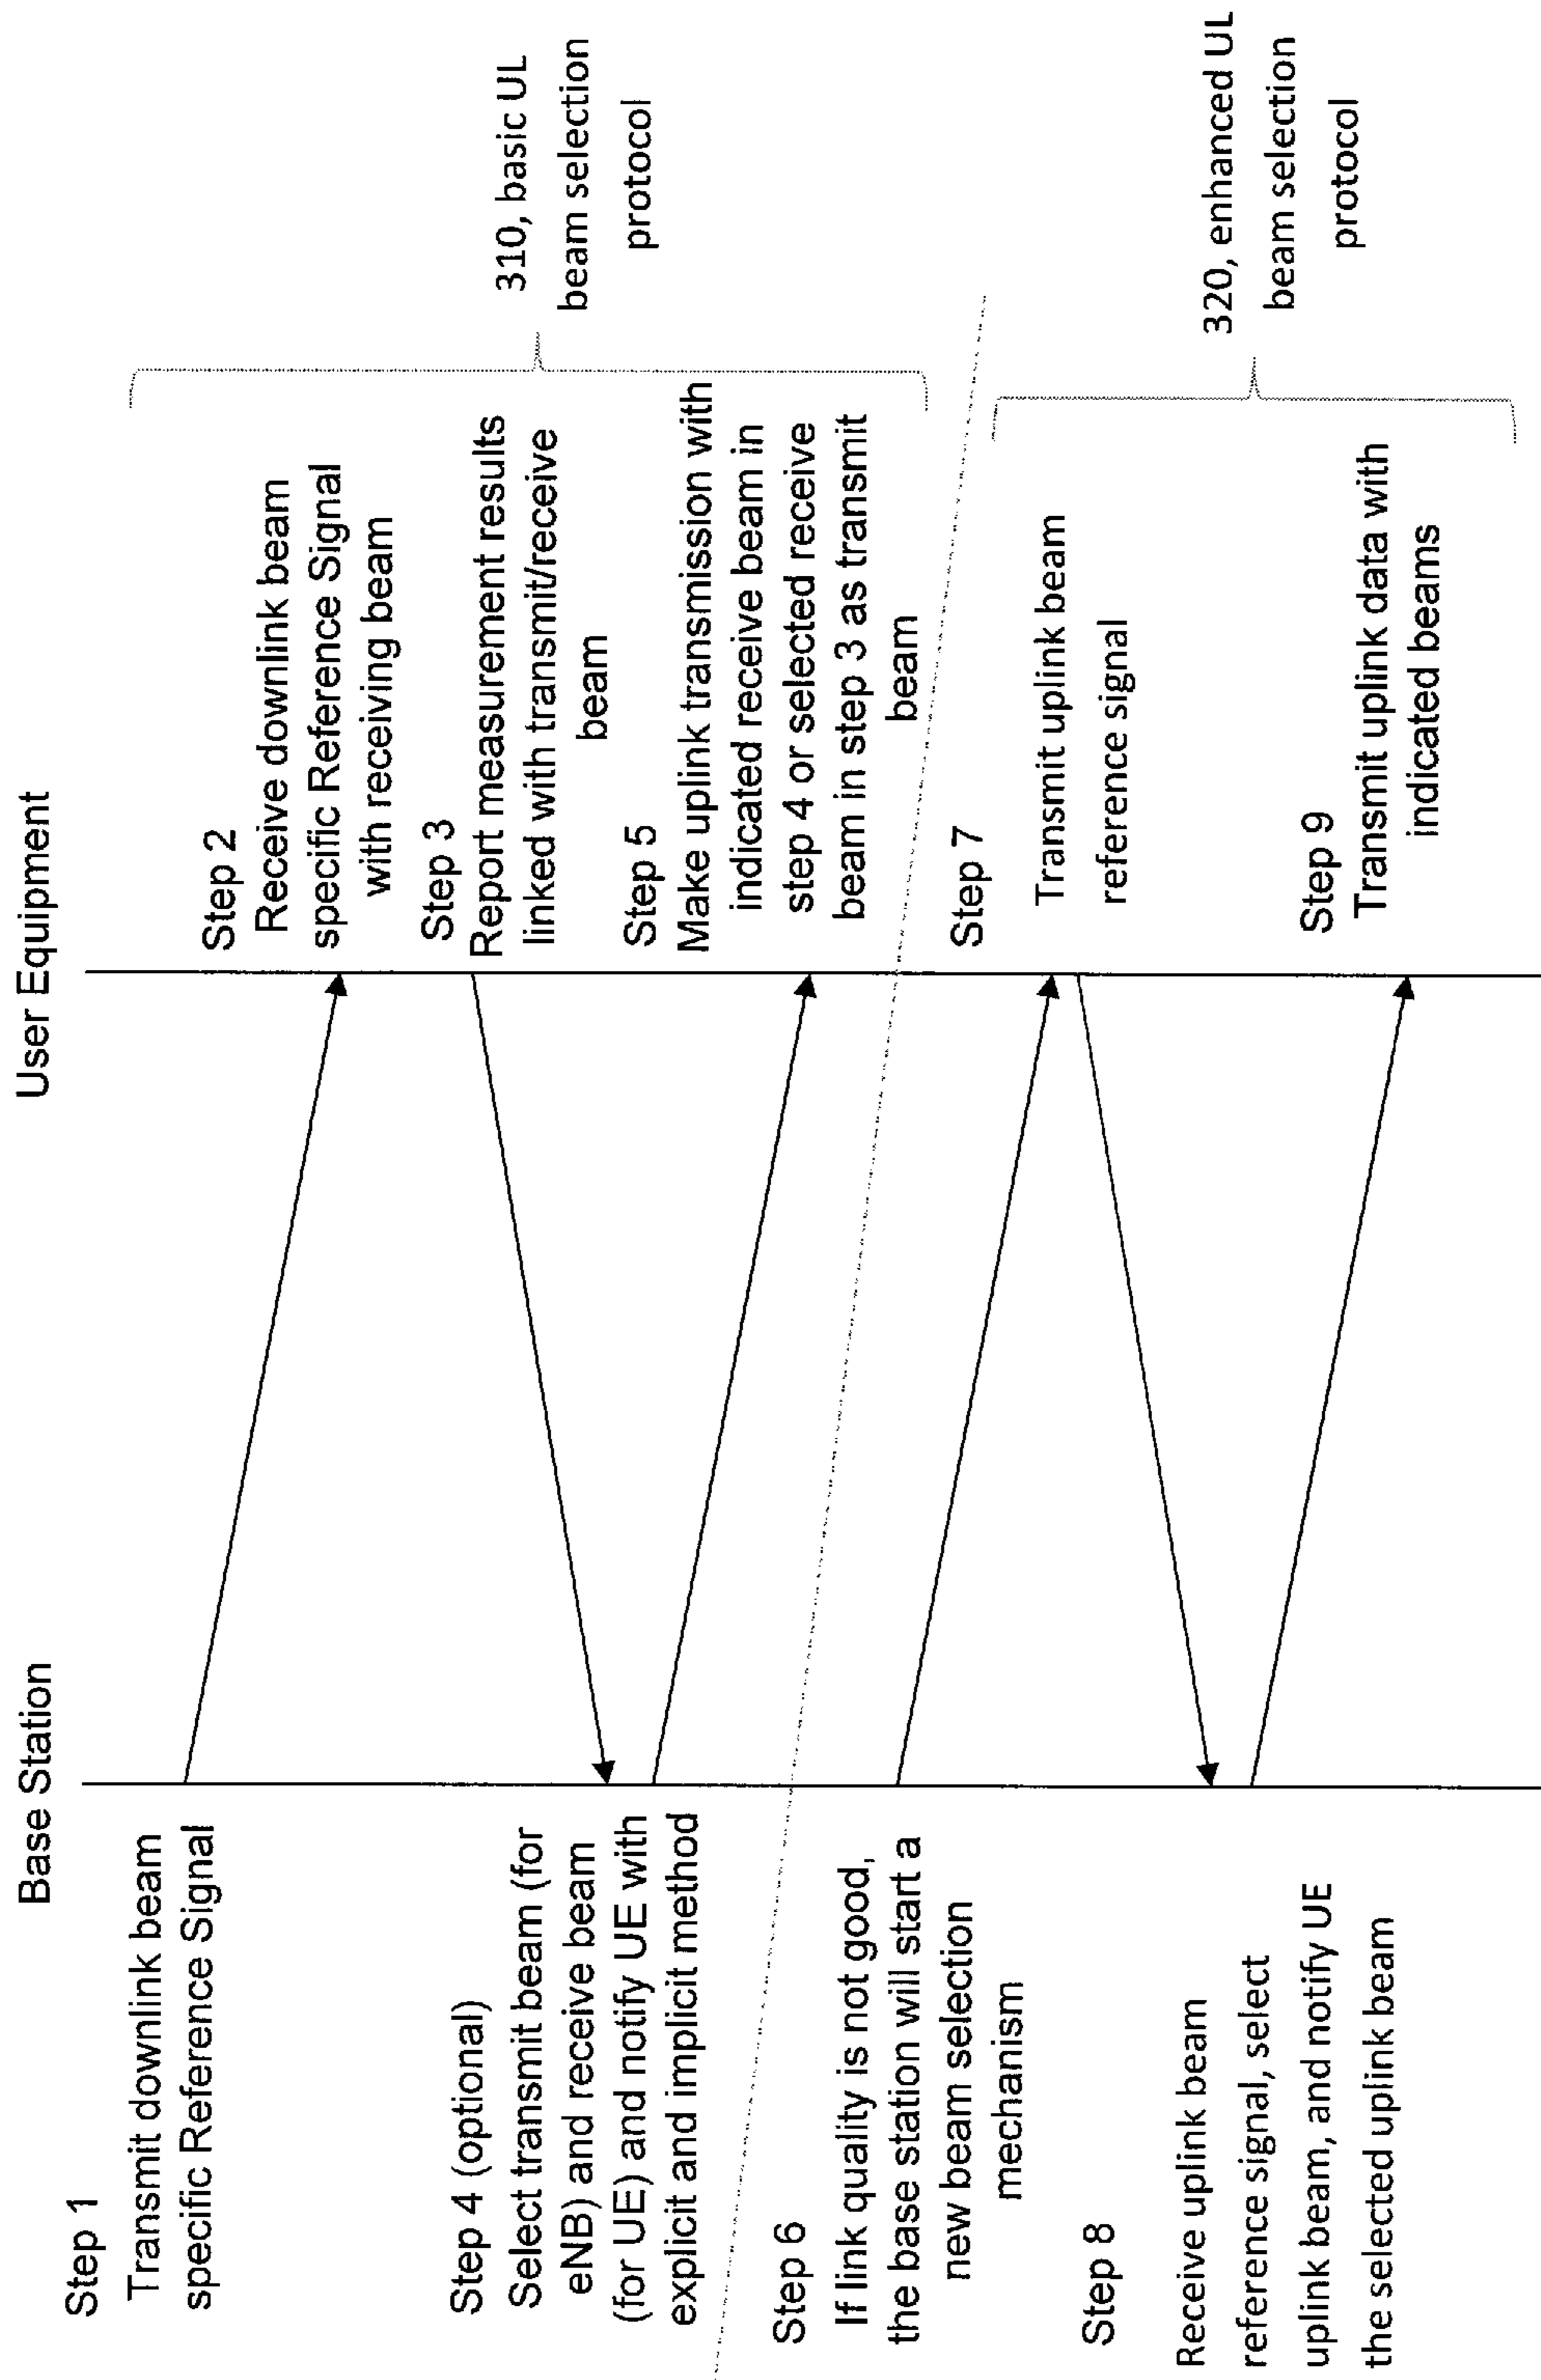 Base Station
User Equipment
Step 1
Transmit downlink beam
specific Reference Signal
Step 2
Receive downlink beam
specific Reference Signal
with receiving beam
Step 3
Report measurement results
linked with transmit/receive
beam
Step 4 (optional)
Select transmit beam (for
eNB) and receive beam
(for UE) and notify UE with
explicit and implicit method
Step 5
Make uplink transmission with
indicated receive beam in
step 4 or selected receive
beam in step 3 as transmit
beam
310, basic UL
beam selection
protocol
Step 6
If link quality is not good,
the base station will start a
new beam selection
mechanism
Step 7
Transmit uplink beam
reference signal
Step 8
Receive uplink beam
reference signal, select
uplink beam, and notify UE
the selected uplink beam
Step 9
Transmit uplink data with
indicated beams
320, enhanced UL
beam selection
protocol